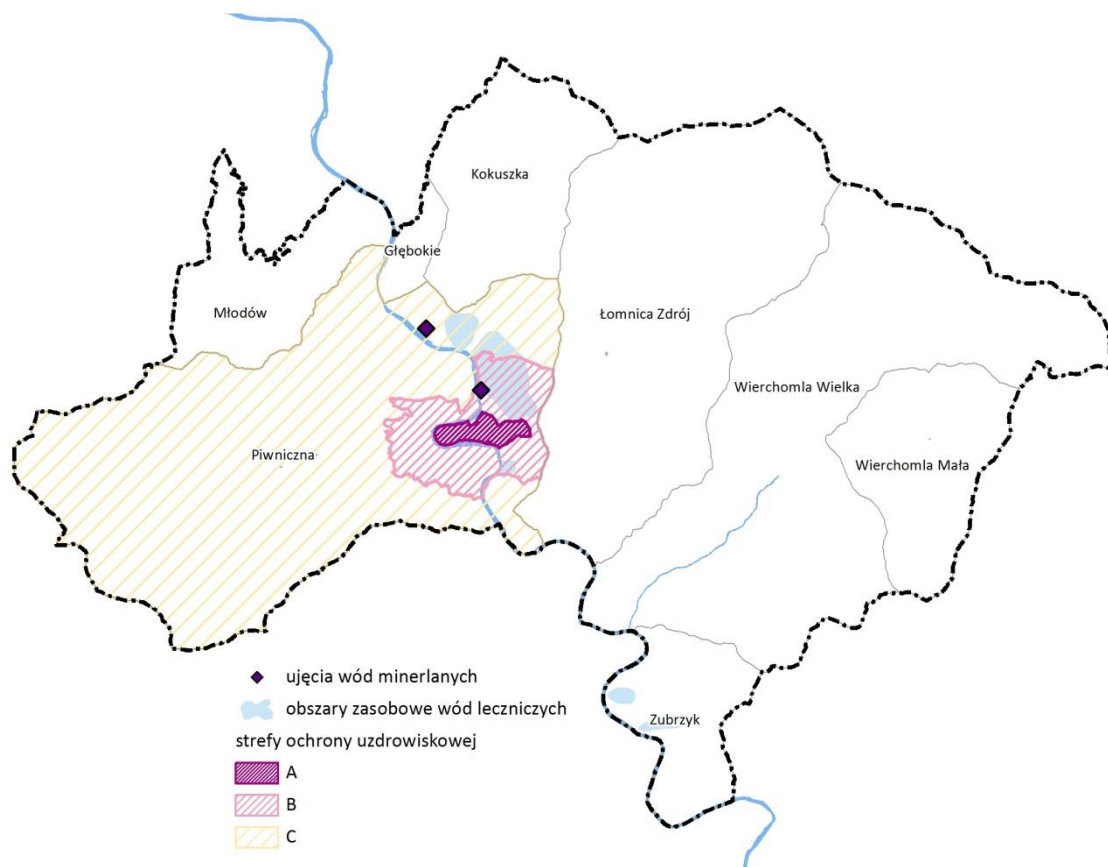 Kokuszka
Głębokie
Młodów
Łomnica Zdrój
Wierchomla Wielka
Piwniczna
Wierchomla Mała
Zubrzyk
ujęcia wód minerlanych
obszary zasobowe wód leczniczych
strefy ochrony uzdrowiskowej
A
B
C